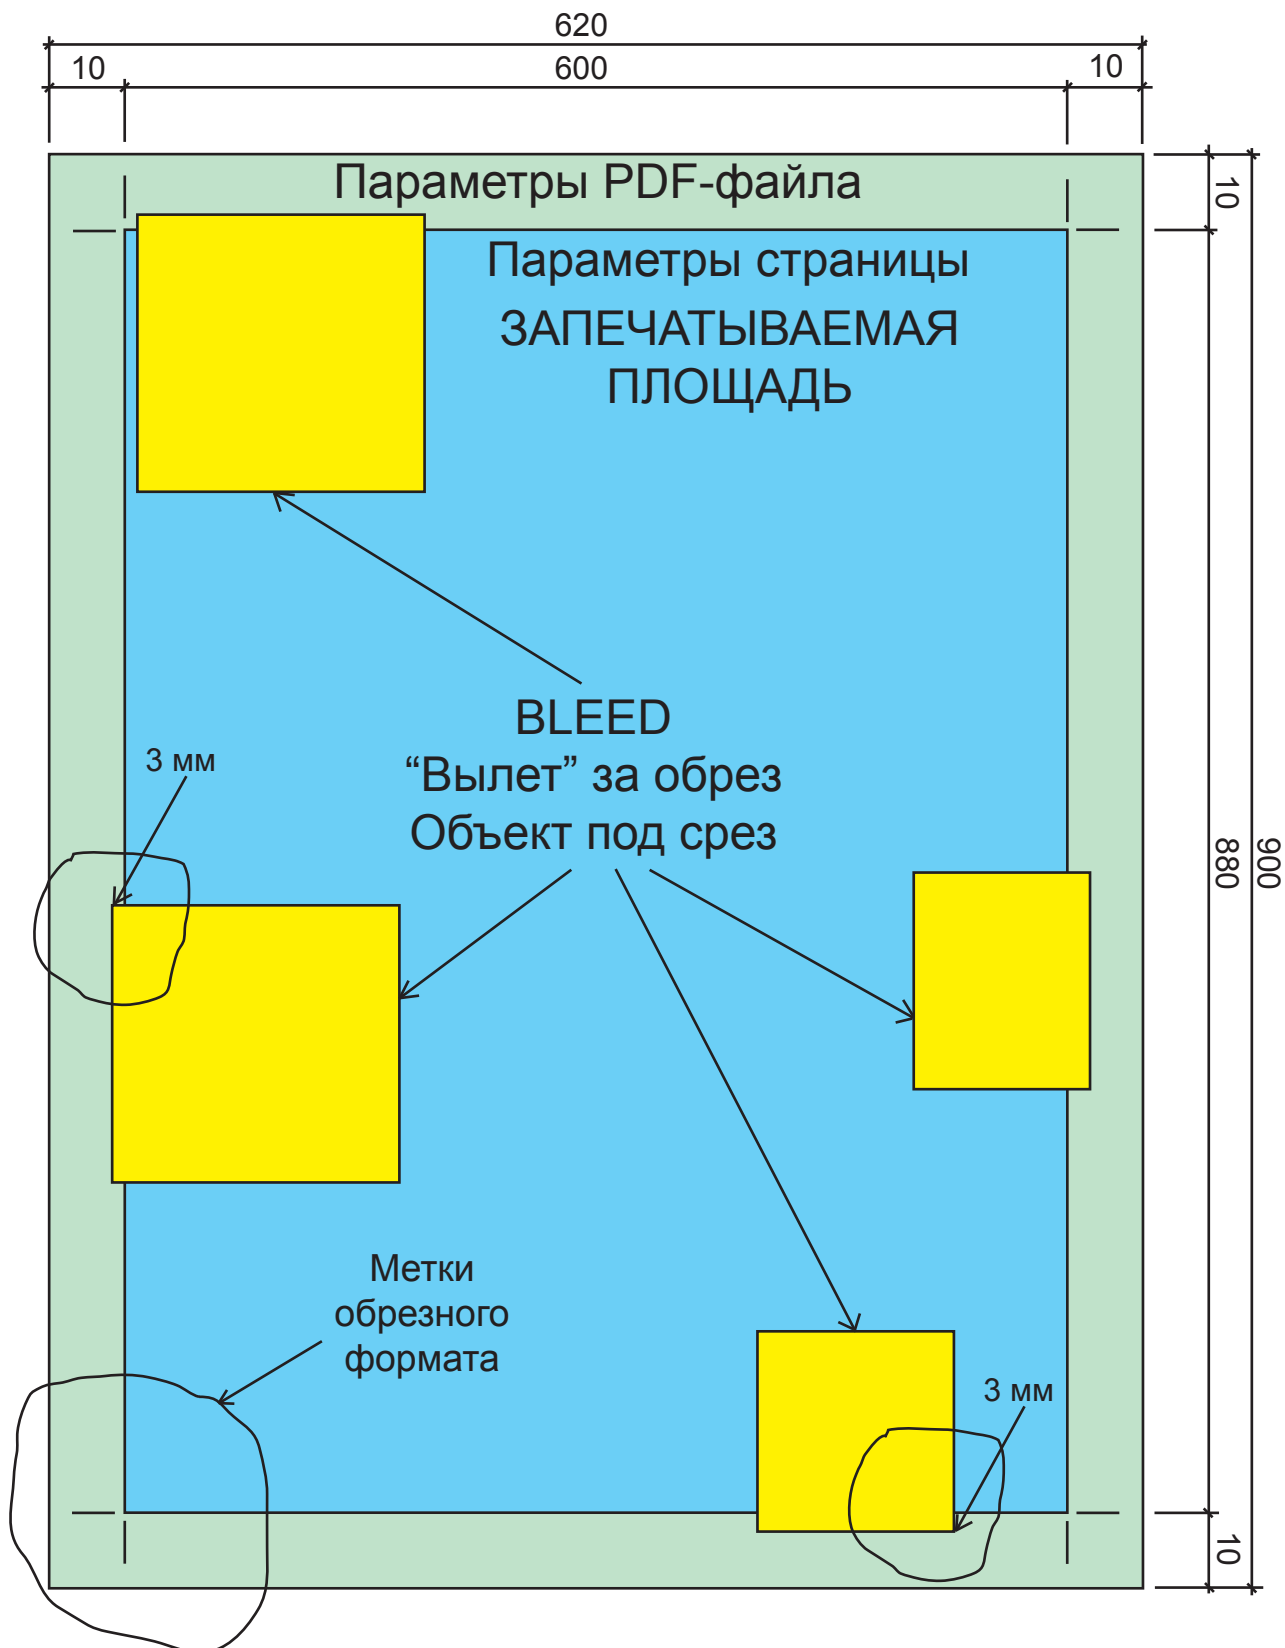 620
10
600
10
Параметры PDF-файла
10
Параметры страницы
ЗАПЕЧАТЫВАЕМАЯ
ПЛОЩАДЬ
BLEED
“Вылет” за обрез
Объект под срез
3 мм
880
900
Метки
обрезного
формата
3 мм
10